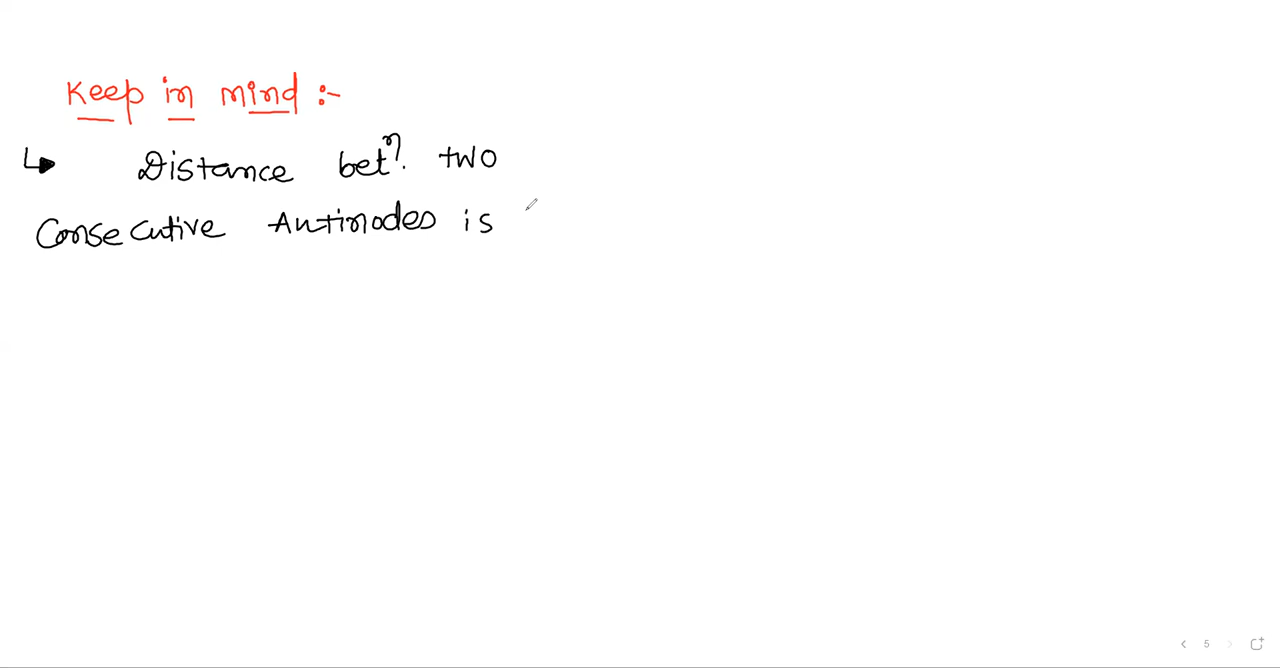 Keep in mind :-
↳ Distance betⁿ. two
Consecutive Antinodes is
5